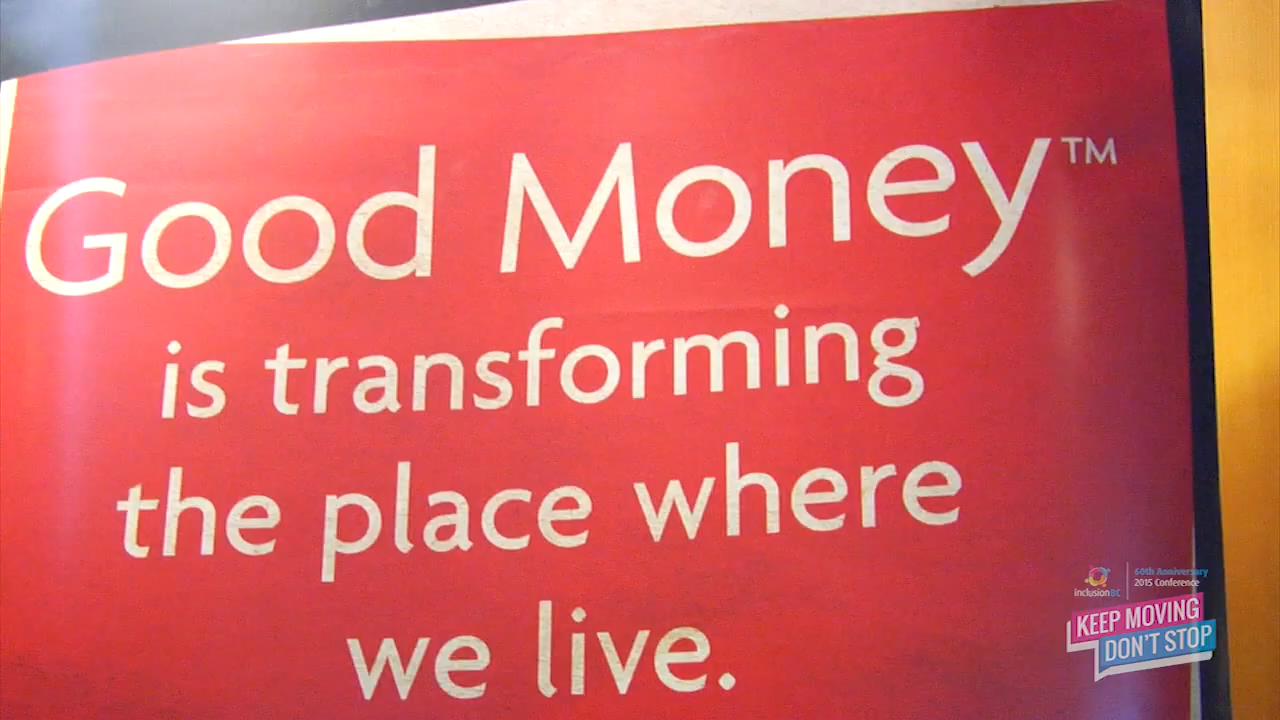 Good Money™
is transforming
the place where
we live.
inclusionBC
60th Anniversary
2015 Conference
KEEP MOVING
DON'T STOP